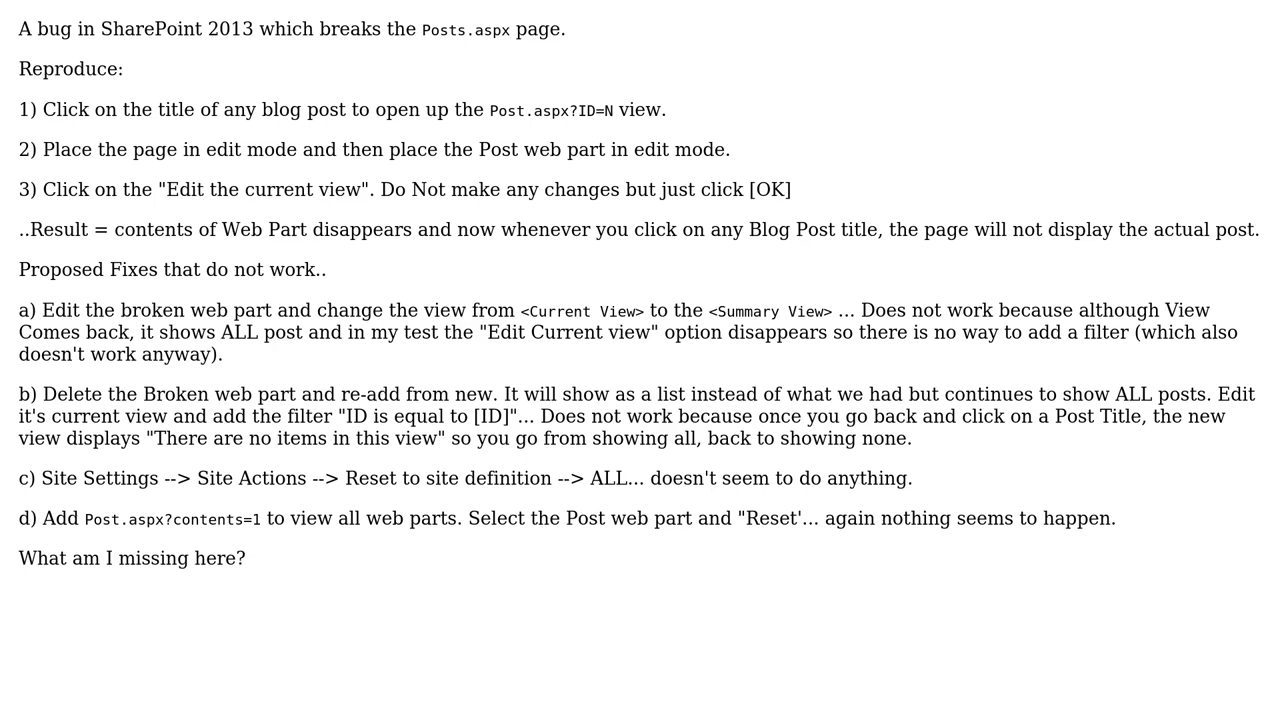 A bug in SharePoint 2013 which breaks the Posts.aspx page.
Reproduce:
1) Click on the title of any blog post to open up the Post.aspx?ID=N view.
2) Place the page in edit mode and then place the Post web part in edit mode.
3) Click on the "Edit the current view". Do Not make any changes but just click [OK]
..Result = contents of Web Part disappears and now whenever you click on any Blog Post title, the page will not display the actual post.
Proposed Fixes that do not work..
a) Edit the broken web part and change the view from <Current View> to the <Summary View> ... Does not work because although View
Comes back, it shows ALL post and in my test the "Edit Current view" option disappears so there is no way to add a filter (which also
doesn't work anyway).
b) Delete the Broken web part and re-add from new. It will show as a list instead of what we had but continues to show ALL posts. Edit
it's current view and add the filter "ID is equal to [ID]"... Does not work because once you go back and click on a Post Title, the new
view displays "There are no items in this view" so you go from showing all, back to showing none.
c) Site Settings --> Site Actions --> Reset to site definition --> ALL... doesn't seem to do anything.
d) Add Post.aspx?contents=1 to view all web parts. Select the Post web part and "Reset'... again nothing seems to happen.
What am I missing here?